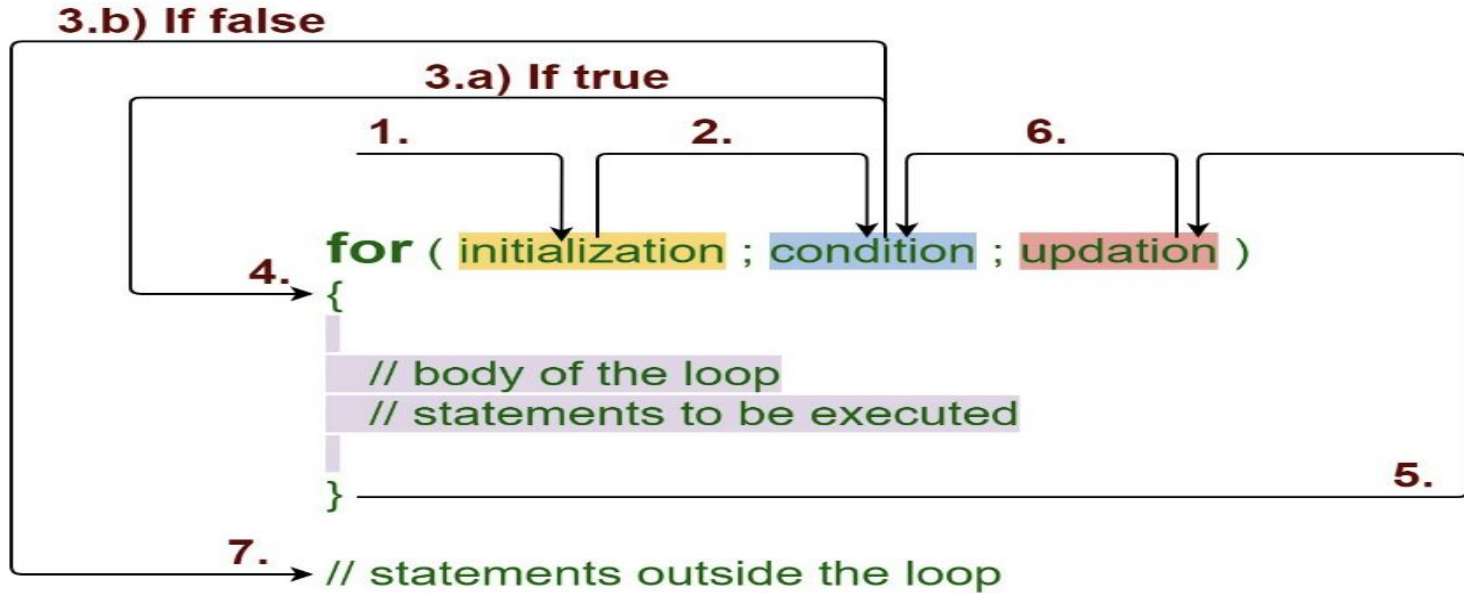 3.b) If false
3.a) If true
1. 2. 6.
for ( initialization ; condition ; updation )
4.
{
// body of the loop
// statements to be executed
}
5.
7.
// statements outside the loop